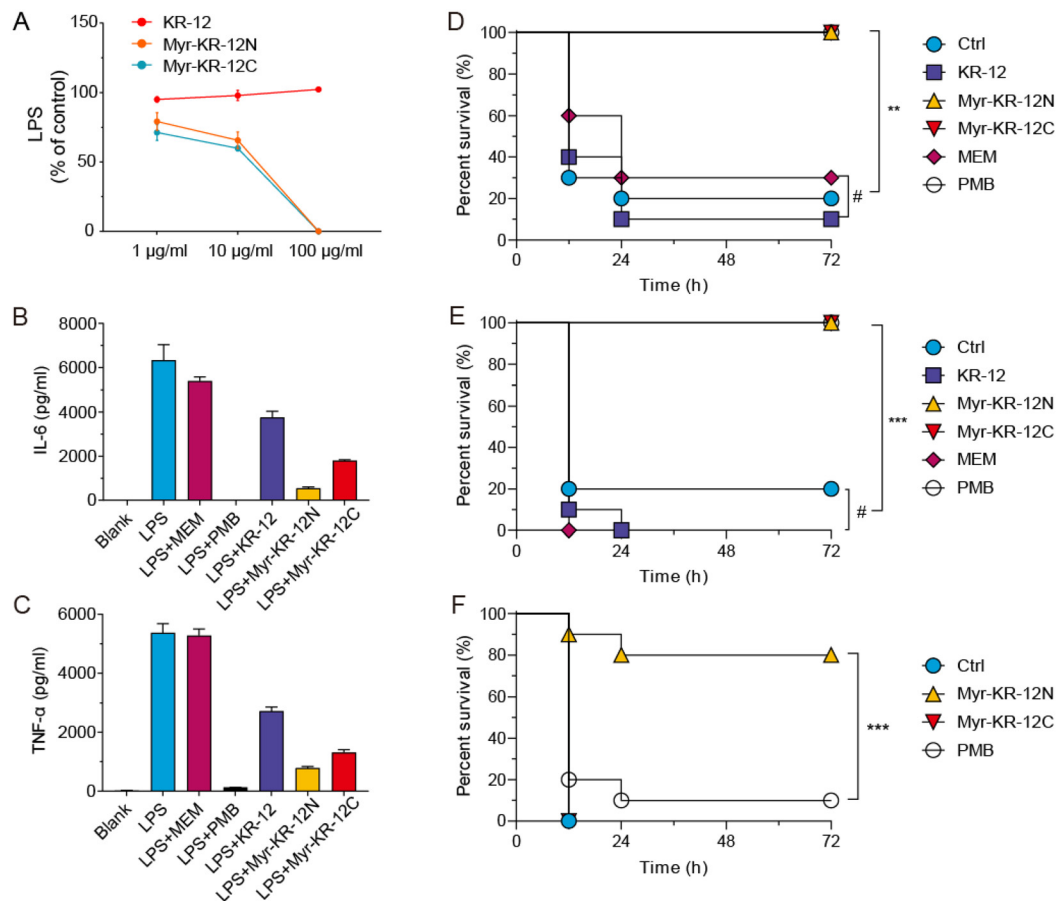 A
KR-12
Myr-KR-12N
Myr-KR-12C
LPS
(% of control)
150
100
50
0
1 μg/ml
10 μg/ml
100 μg/ml
B
IL-6 (pg/ml)
8000
6000
4000
2000
0
Blank
LPS
LPS+MEM
LPS+PMB
LPS+KR-12
LPS+Myr-KR-12N
LPS+Myr-KR-12C
C
TNF-α (pg/ml)
6000
4000
2000
0
Blank
LPS
LPS+MEM
LPS+PMB
LPS+KR-12
LPS+Myr-KR-12N
LPS+Myr-KR-12C
D
Percent survival (%)
100
80
60
40
20
0
0
24
48
72
Time (h)
**
#
Ctrl
KR-12
Myr-KR-12N
Myr-KR-12C
MEM
PMB
E
Percent survival (%)
100
80
60
40
20
0
0
24
48
72
Time (h)
***
#
Ctrl
KR-12
Myr-KR-12N
Myr-KR-12C
MEM
PMB
F
Percent survival (%)
100
80
60
40
20
0
0
24
48
72
Time (h)
***
Ctrl
Myr-KR-12N
Myr-KR-12C
PMB